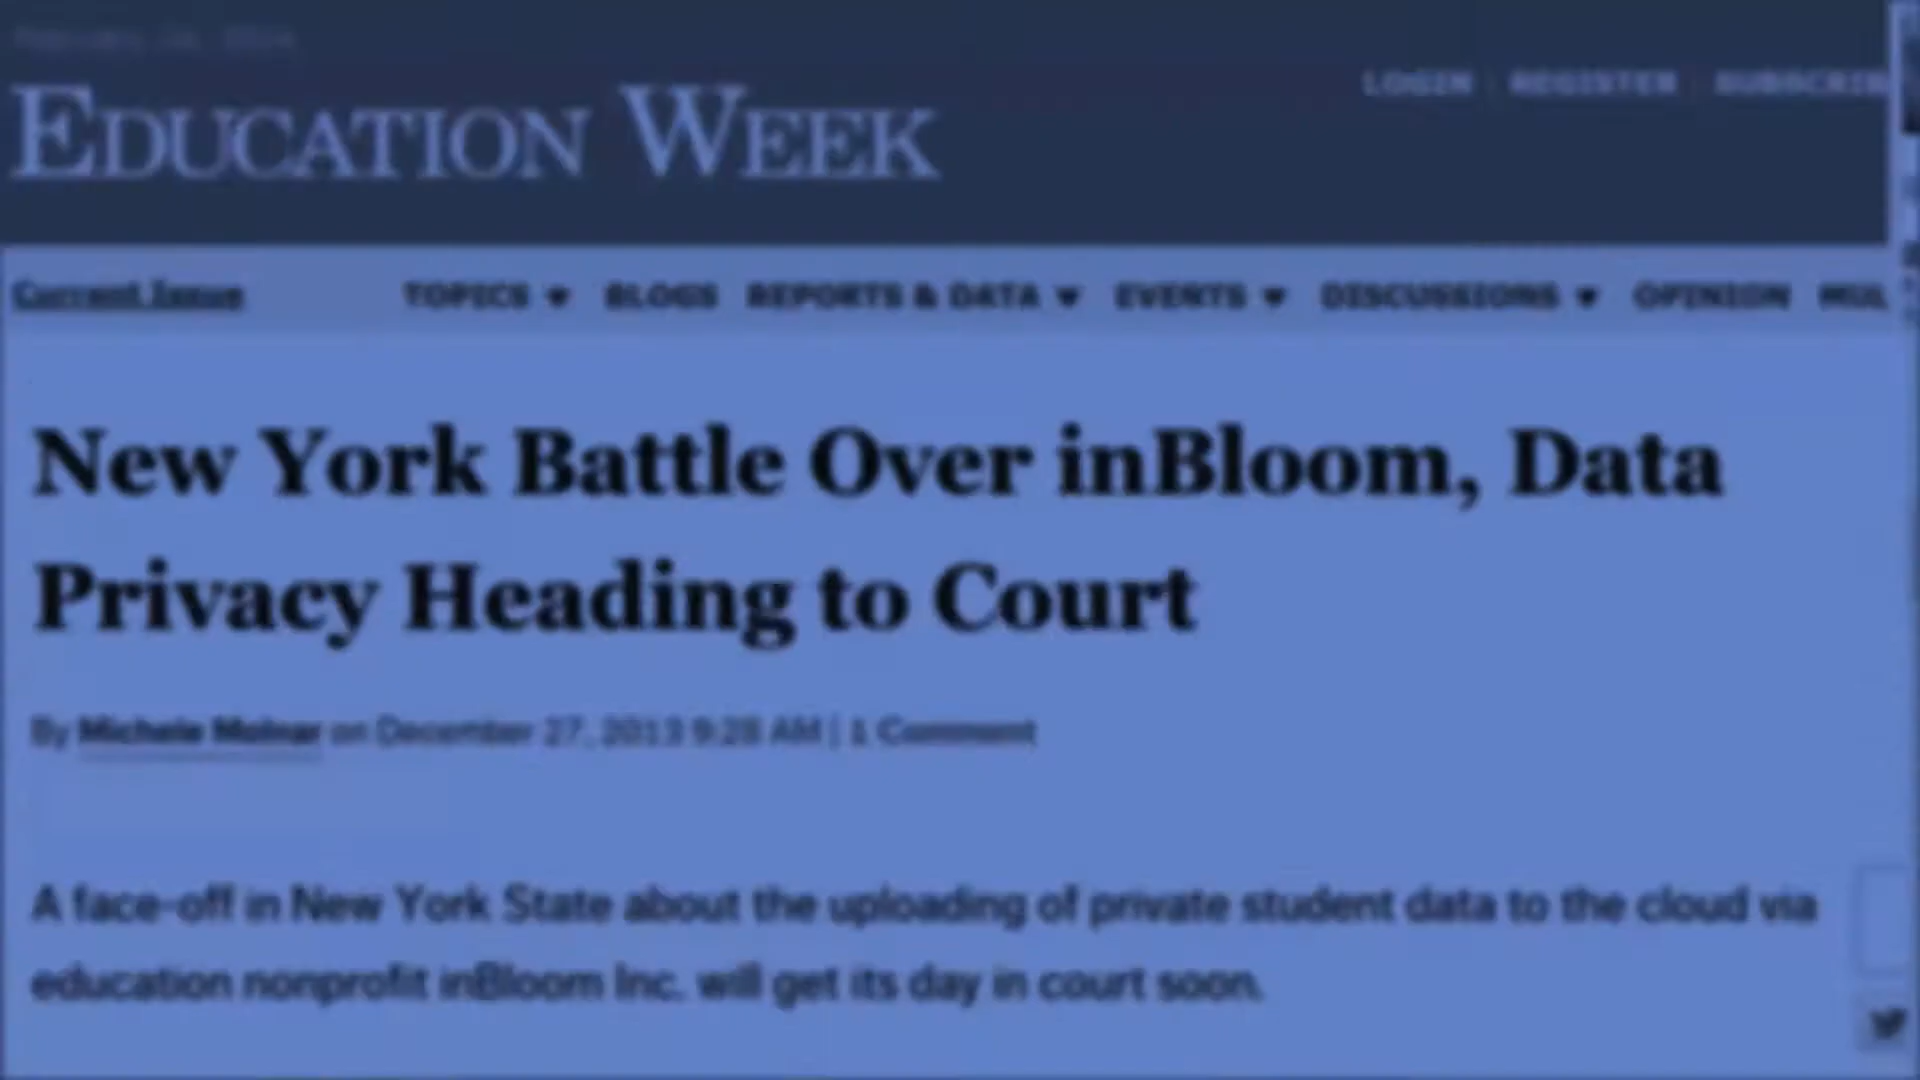 EDUCATION WEEK
LOGIN REGISTER SUBSCRIB
Current Issue TOPICS BLOGS REPORTS & DATA EVENTS DISCUSSIONS OPINION MUL
New York Battle Over inBloom, Data
Privacy Heading to Court
By Michele Molnar on December 27, 2013 9:28 AM | 1 Comment
A face-off in New York State about the uploading of private student data to the cloud via
education nonprofit inBloom Inc. will get its day in court soon.